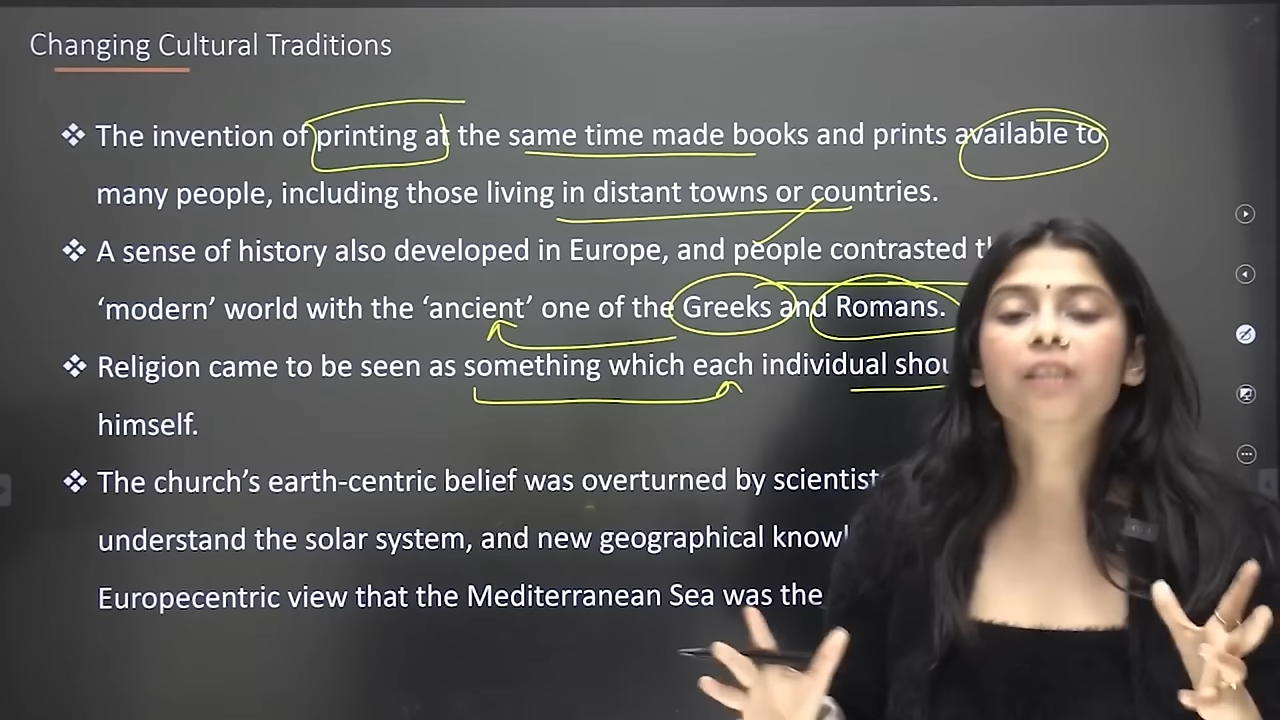 Changing Cultural Traditions
❖ The invention of printing at the same time made books and prints available to
many people, including those living in distant towns or countries.
❖ A sense of history also developed in Europe, and people contrasted
‘modern’ world with the ‘ancient’ one of the Greeks and Romans.
❖ Religion came to be seen as something which each individual
himself.
❖ The church’s earth-centric belief was overturned by
understand the solar system, and new geographical
Europecentric view that the Mediterranean Sea was the